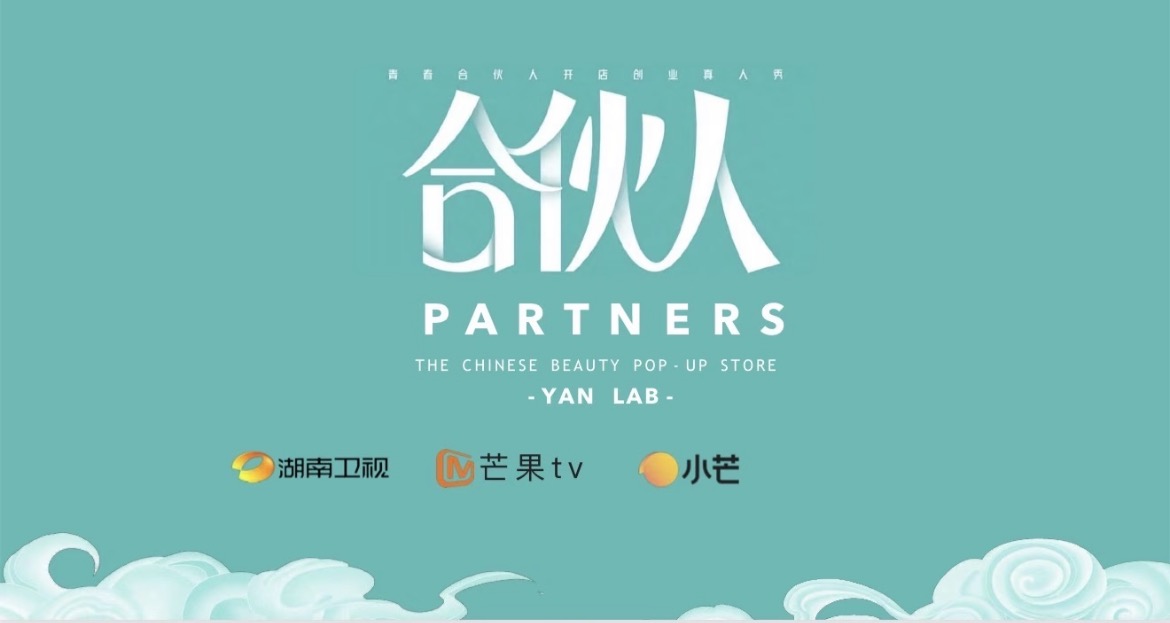 青春合伙人开店创业真人秀
合伙人
PARTNERS
THE CHINESE BEAUTY POP-UP STORE
-YAN LAB-
湖南卫视 芒果tv 小芒